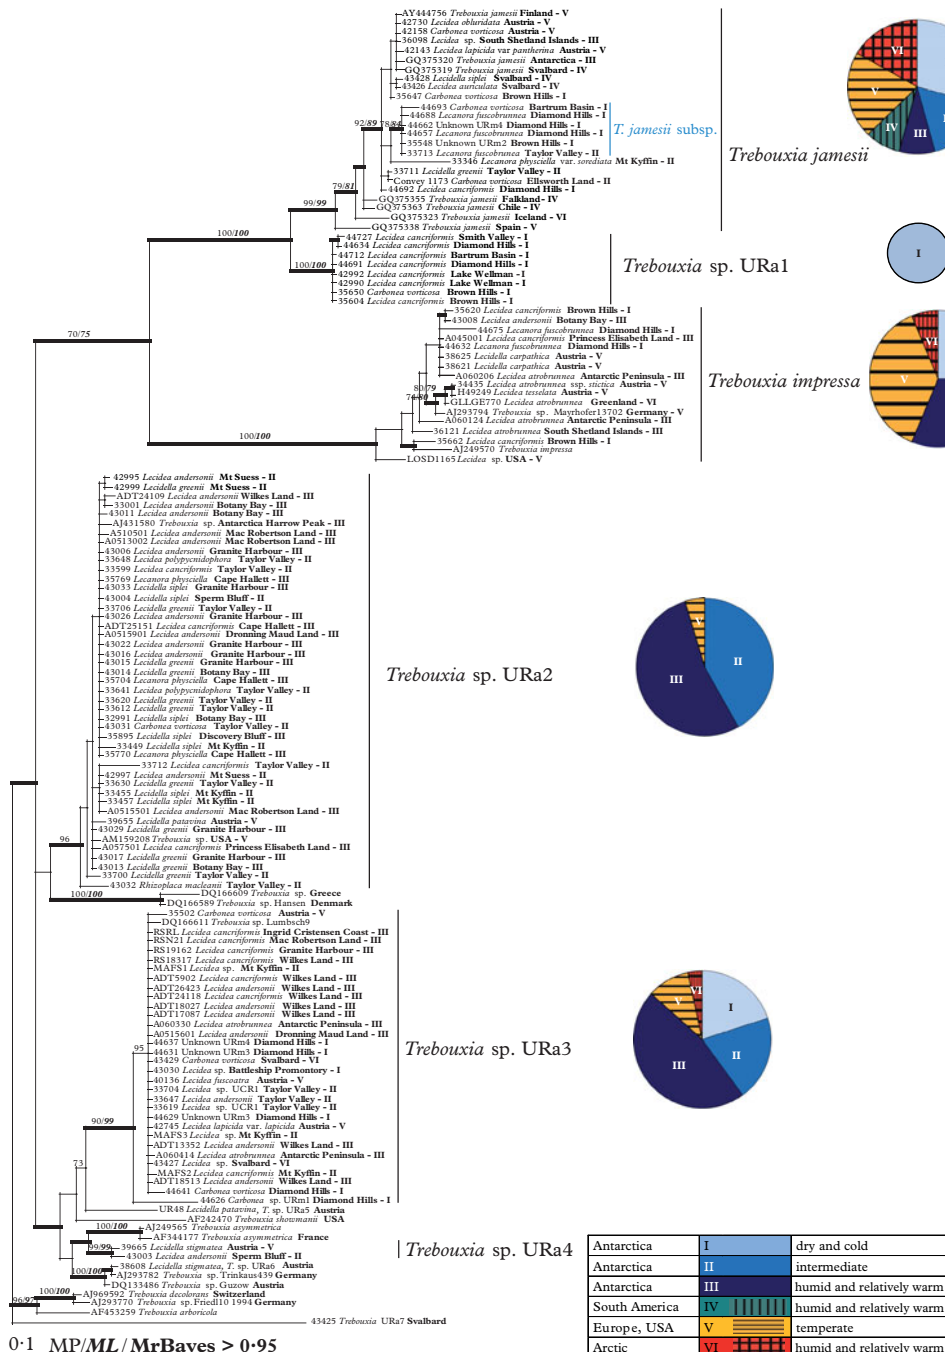 AY444756 Trebouxia jamesii Finland - V
42730 Lecidea obluridata Austria - V
42158 Carbonea vorticosa Austria - V
36098 Lecidea sp. South Shetland Islands - III
42143 Lecidea lapicida var pantherina Austria - V
GQ375320 Trebouxia jamesii Antarctica - III
GQ375319 Trebouxia jamesii Svalbard - IV
43428 Lecidella siplei Svalbard - IV
43426 Lecidea auriculata Svalbard - IV
35647 Carbonea vorticosa Brown Hills - I
44693 Carbonea vorticosa Bartrum Basin - I
44688 Lecanora fuscobrunnea Diamond Hills - I
44662 Unknown URm4 Diamond Hills - I
44657 Lecanora fuscobrunnea Diamond Hills - I
35548 Unknown URm2 Brown Hills - I
33713 Lecanora fuscobrunnea Taylor Valley - II
33346 Lecanora physciella var. sorediata Mt Kyffin - II
33711 Lecidella greenii Taylor Valley - II
Convey 1173 Carbonea vorticosa Ellsworth Land - II
44692 Lecidea cancriformis Diamond Hills - I
GQ375355 Trebouxia jamesii Falkland - IV
GQ375363 Trebouxia jamesii Chile - IV
GQ375323 Trebouxia jamesii Iceland - VI
GQ375338 Trebouxia jamesii Spain - V
92/89
78/84
79/81
99/99
100/100
T. jamesii subsp.
Trebouxia jamesii
VI
V
IV
III
44727 Lecidea cancriformis Smith Valley - I
44634 Lecidea cancriformis Diamond Hills - I
44712 Lecidea cancriformis Bartrum Basin - I
44691 Lecidea cancriformis Diamond Hills - I
42992 Lecidea cancriformis Lake Wellman - I
42990 Lecidea cancriformis Lake Wellman - I
35650 Carbonea vorticosa Brown Hills - I
35604 Lecidea cancriformis Brown Hills - I
100/100
Trebouxia sp. URa1
I
70/75
35620 Lecidea cancriformis Brown Hills - I
43008 Lecidea andersonii Botany Bay - III
44675 Lecanora fuscobrunnea Diamond Hills - I
A045001 Lecidea cancriformis Princess Elisabeth Land - III
44632 Lecanora fuscobrunnea Diamond Hills - I
38625 Lecidella carpathica Austria - V
38621 Lecidella carpathica Austria - V
A060206 Lecidea atrobrunnea Antarctic Peninsula - III
34435 Lecidea atrobrunnea ssp. stictica Austria - V
H49249 Lecidea tesselata Austria - V
GLLGE770 Lecidea atrobrunnea Greenland - VI
AJ293794 Trebouxia sp. Mayrhofer13702 Germany - V
A060124 Lecidea atrobrunnea Antarctic Peninsula - III
36121 Lecidea atrobrunnea South Shetland Islands - III
35662 Lecidea cancriformis Brown Hills - I
AJ249570 Trebouxia impressa
LOSD1165 Lecidea sp. USA - V
80/79
74/80
100/100
Trebouxia impressa
VI
V
42995 Lecidea andersonii Mt Suess - II
42999 Lecidella greenii Mt Suess - II
ADT24109 Lecidea andersonii Wilkes Land - III
33001 Lecidea andersonii Botany Bay - III
43011 Lecidea andersonii Botany Bay - III
AJ431580 Trebouxia sp. Antarctica Harrow Peak - III
A510501 Lecidea andersonii Mac Robertson Land - III
A0513002 Lecidea andersonii Mac Robertson Land - III
43006 Lecidea andersonii Granite Harbour - III
33648 Lecidea polypycnidophora Taylor Valley - II
33599 Lecidea cancriformis Taylor Valley - II
35769 Lecanora physciella Cape Hallett - III
43033 Lecidella siplei Granite Harbour - III
43004 Lecidella siplei Sperm Bluff - II
33706 Lecidella greenii Taylor Valley - II
43026 Lecidea andersonii Granite Harbour - III
ADT25151 Lecidea cancriformis Cape Hallett - III
A0515901 Lecidea andersonii Dronning Maud Land - III
43022 Lecidea andersonii Granite Harbour - III
43016 Lecidea andersonii Granite Harbour - III
43015 Lecidella greenii Granite Harbour - III
43014 Lecidella greenii Botany Bay - III
35704 Lecanora physciella Cape Hallett - III
33641 Lecidea polypycnidophora Taylor Valley - II
33620 Lecidella greenii Taylor Valley - II
33612 Lecidella greenii Taylor Valley - II
32991 Lecidella siplei Botany Bay - III
43031 Carbonea vorticosa Taylor Valley - II
35895 Lecidella siplei Discovery Bluff - III
33449 Lecidella siplei Mt Kyffin - II
35770 Lecanora physciella Cape Hallett - III
33712 Lecidea cancriformis Taylor Valley - II
42997 Lecidea andersonii Mt Suess - II
33630 Lecidella greenii Taylor Valley - II
33455 Lecidella siplei Mt Kyffin - II
33457 Lecidella siplei Mt Kyffin - II
A0515501 Lecidea andersonii Mac Robertson Land - III
39655 Lecidella patavina Austria - V
43029 Lecidella greenii Granite Harbour - III
AM159208 Trebouxia sp. USA - V
A057501 Lecidea cancriformis Princess Elisabeth Land - III
43017 Lecidella greenii Granite Harbour - III
43013 Lecidella greenii Botany Bay - III
33700 Lecidella greenii Taylor Valley - II
43032 Rhizoplaca macleanii Taylor Valley - II
96
Trebouxia sp. URa2
V
II
III
DQ166609 Trebouxia sp. Greece
DQ166589 Trebouxia sp. Hansen Denmark
100/100
35502 Carbonea vorticosa Austria - V
DQ166611 Trebouxia sp. Lumbsch9
RSRL Lecidea cancriformis Ingrid Cristensen Coast - III
RSN21 Lecidea cancriformis Mac Robertson Land - III
RS19162 Lecidea cancriformis Granite Harbour - III
RS18317 Lecidea cancriformis Wilkes Land - III
MAFS1 Lecidea sp. Mt Kyffin - II
ADT5902 Lecidea cancriformis Wilkes Land - III
ADT26423 Lecidea andersonii Wilkes Land - III
ADT24118 Lecidea cancriformis Wilkes Land - III
ADT18027 Lecidea andersonii Wilkes Land - III
ADT17087 Lecidea andersonii Wilkes Land - III
A060330 Lecidea atrobrunnea Antarctic Peninsula - III
A0515601 Lecidea andersonii Dronning Maud Land - III
44637 Unknown URm4 Diamond Hills - I
44631 Unknown URm3 Diamond Hills - I
43429 Carbonea vorticosa Svalbard - VI
43030 Lecidea sp. Battleship Promontory - I
40136 Lecidea fuscoatra Austria - V
33704 Lecidea sp. UCR1 Taylor Valley - II
33647 Lecidea andersonii Taylor Valley - II
33619 Lecidea sp. UCR1 Taylor Valley - II
44629 Unknown URm3 Diamond Hills - I
42745 Lecidea lapicida var. lapicida Austria - V
MAFS3 Lecidea sp. Mt Kyffin - II
ADT13352 Lecidea andersonii Wilkes Land - III
A060414 Lecidea atrobrunnea Antarctic Peninsula - III
43427 Lecidea sp. Svalbard - VI
MAFS2 Lecidea cancriformis Mt Kyffin - II
ADT18513 Lecidea andersonii Wilkes Land - III
44641 Carbonea vorticosa Diamond Hills - I
44626 Carbonea sp. URm1 Diamond Hills - I
95
90/99
Trebouxia sp. URa3
VI
V
I
II
III
73
UR48 Lecidella patavina, T. sp. URa5 Austria
AF242470 Trebouxia showmanii USA
AJ249565 Trebouxia asymmetrica
AF344177 Trebouxia asymmetrica France
39665 Lecidella stigmatea Austria - V
43003 Lecidea andersonii Sperm Bluff - II
38608 Lecidella stigmatea, T. sp. URa6 Austria
AJ293782 Trebouxia sp. Trinkaus439 Germany
DQ133486 Trebouxia sp. Guzow Austria
AJ969592 Trebouxia decolorans Switzerland
AJ293770 Trebouxia sp. Friedl10 1994 Germany
AF453259 Trebouxia arboricola
43425 Trebouxia URa7 Svalbard
100/100
99/99
100/100
100/100
96/97
Trebouxia sp. URa4
Antarctica I dry and cold
Antarctica II intermediate
Antarctica III humid and relatively warm
South America IV humid and relatively warm
Europe, USA V temperate
Arctic VI humid and relatively warm
0·1 MP/ML/MrBayes > 0·95